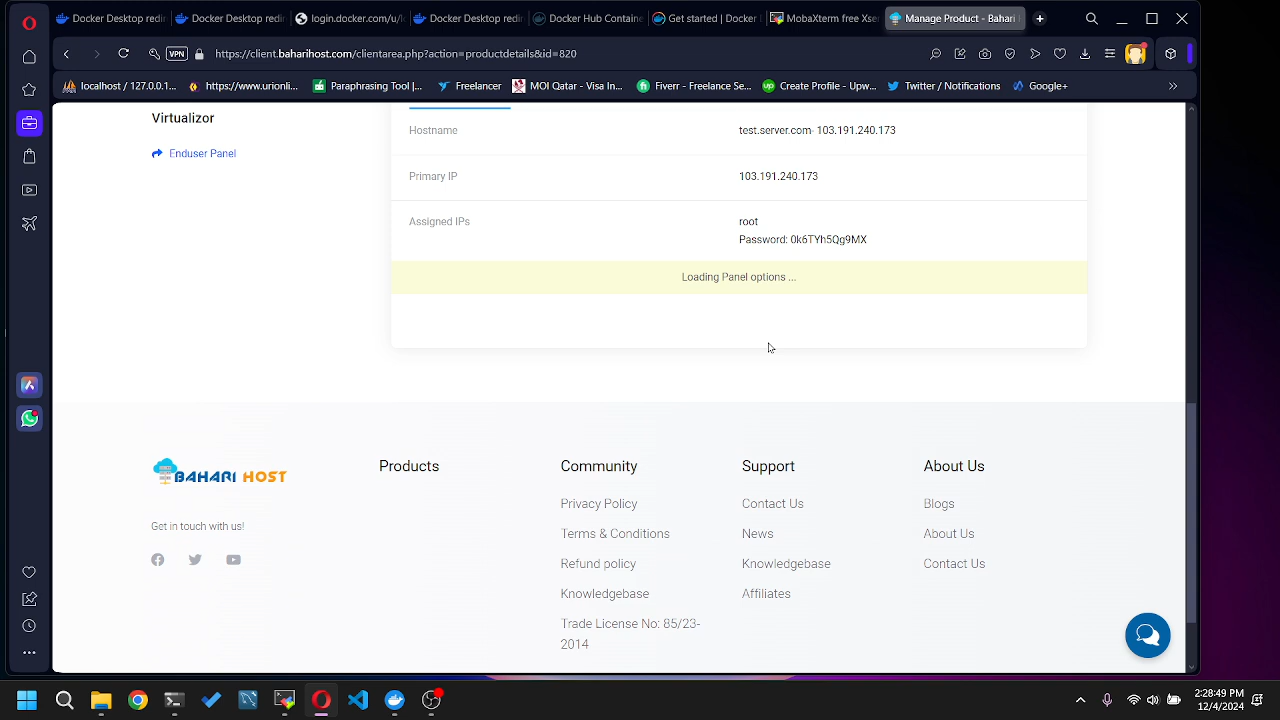 Docker Desktop redir
Docker Desktop redir
login.docker.com/u/l
Docker Desktop redir
Docker Hub Containe
Get started | Docker
MobaXterm free Xser
Manage Product - Bahari
VPN
https://client.baharihost.com/clientarea.php?action=productdetails&id=820
localhost / 127.0.0.1...
https://www.urionli...
Paraphrasing Tool |...
Freelancer
MOI Qatar - Visa In...
Fiverr - Freelance Se...
Create Profile - Upw...
Twitter / Notifications
Google+
Virtualizor
Enduser Panel
Hostname
test.server.com- 103.191.240.173
Primary IP
103.191.240.173
Assigned IPs
root
Password: 0k6TYh5Qg9MX
Loading Panel options ...
BAHARI HOST
Get in touch with us!
Products
Community
Privacy Policy
Terms & Conditions
Refund policy
Knowledgebase
Trade License No: 85/23-
2014
Support
Contact Us
News
Knowledgebase
Affiliates
About Us
Blogs
About Us
Contact Us
2:28:49 PM
12/4/2024